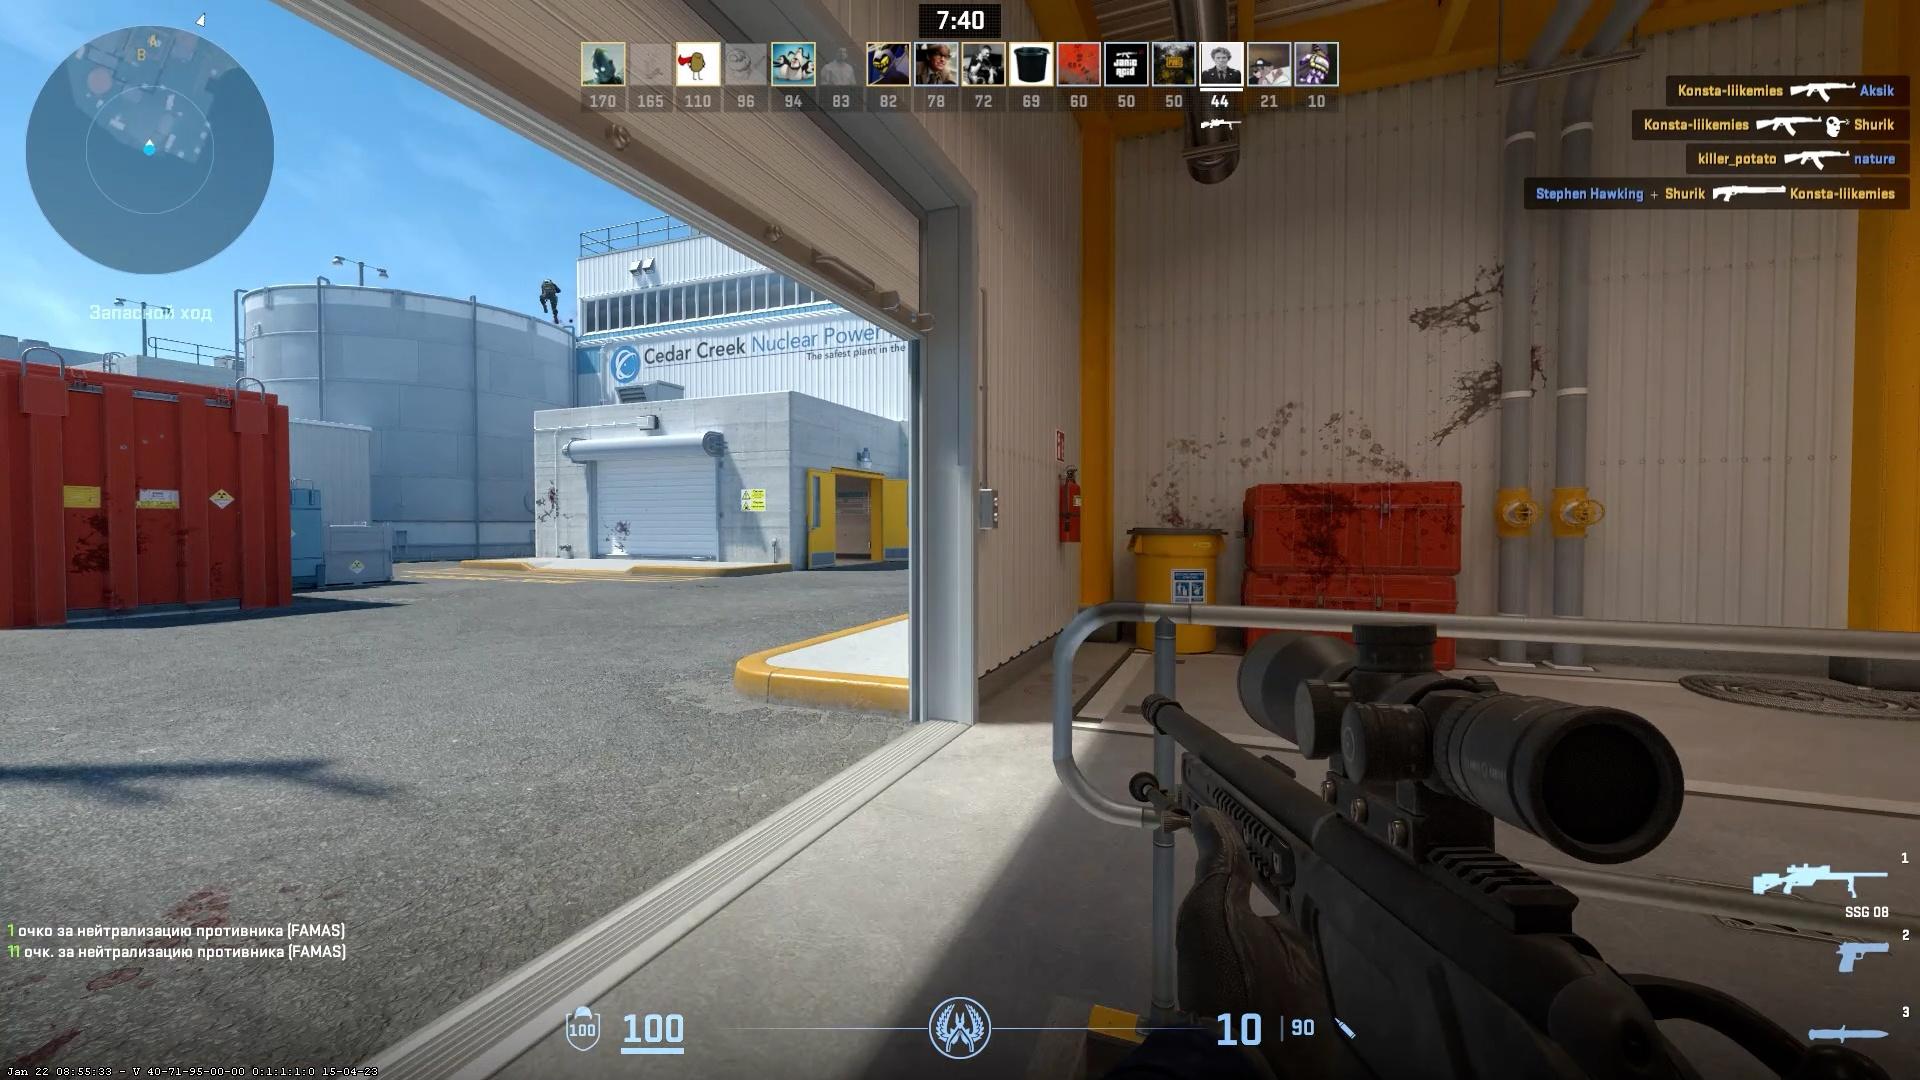 7:40
170 165 110 96 94 83 82 78 72 69 60 50 50 44 21 10
Konsta-liikemies Aksik
Konsta-liikemies Shurik
killer_potato nature
Stephen Hawking + Shurik Konsta-liikemies
A
B
Запасной ход
Cedar Creek Nuclear Power
The safest plant in the
Janic
Acid
1
SSG 08
2
3
1 очко за нейтрализацию противника (FAMAS)
11 очк. за нейтрализацию противника (FAMAS)
100 100
10 | 90
Jan 22 08:55:33 - V 40-71-95-00-00 0:1:1:1:0 15-04-23